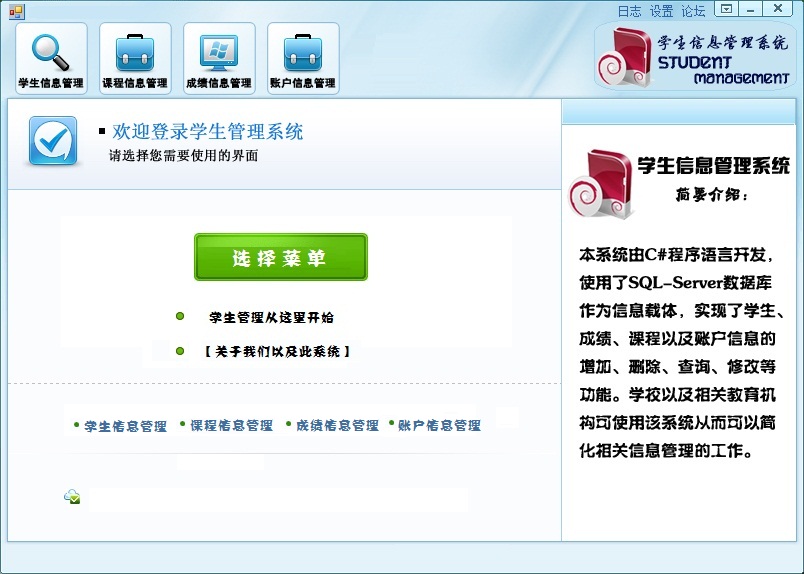 日志 设置 论坛
学生信息管理 课程信息管理 成绩信息管理 账户信息管理
学生信息管理系统
STUDENT
MANAGEMENT
欢迎登录学生管理系统
请选择您需要使用的界面
选择菜单
学生管理从这里开始
【关于我们以及此系统】
学生信息管理 课程信息管理 成绩信息管理 账户信息管理
学生信息管理系统
简要介绍：
本系统由C#程序语言开发，
使用了SQL-Server数据库
作为信息载体，实现了学生、
成绩、课程以及账户信息的
增加、删除、查询、修改等
功能。学校以及相关教育机
构可使用该系统从而可以简
化相关信息管理的工作。